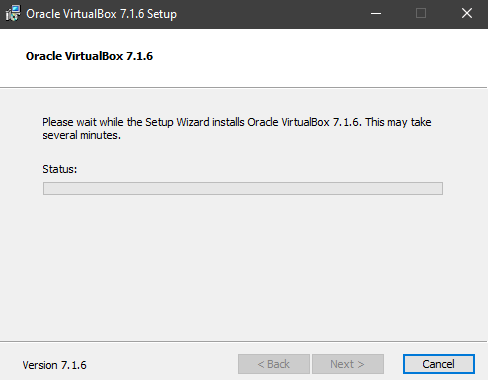 Oracle VirtualBox 7.1.6 Setup
Oracle VirtualBox 7.1.6
Please wait while the Setup Wizard installs Oracle VirtualBox 7.1.6. This may take
several minutes.
Status:
Version 7.1.6
< Back
Next >
Cancel